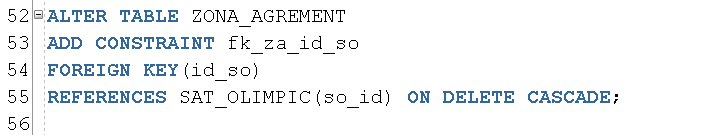 52 ALTER TABLE ZONA_AGREMENT
53 ADD CONSTRAINT fk_za_id_so
54 FOREIGN KEY(id_so)
55 REFERENCES SAT_OLIMPIC(so_id) ON DELETE CASCADE;
56